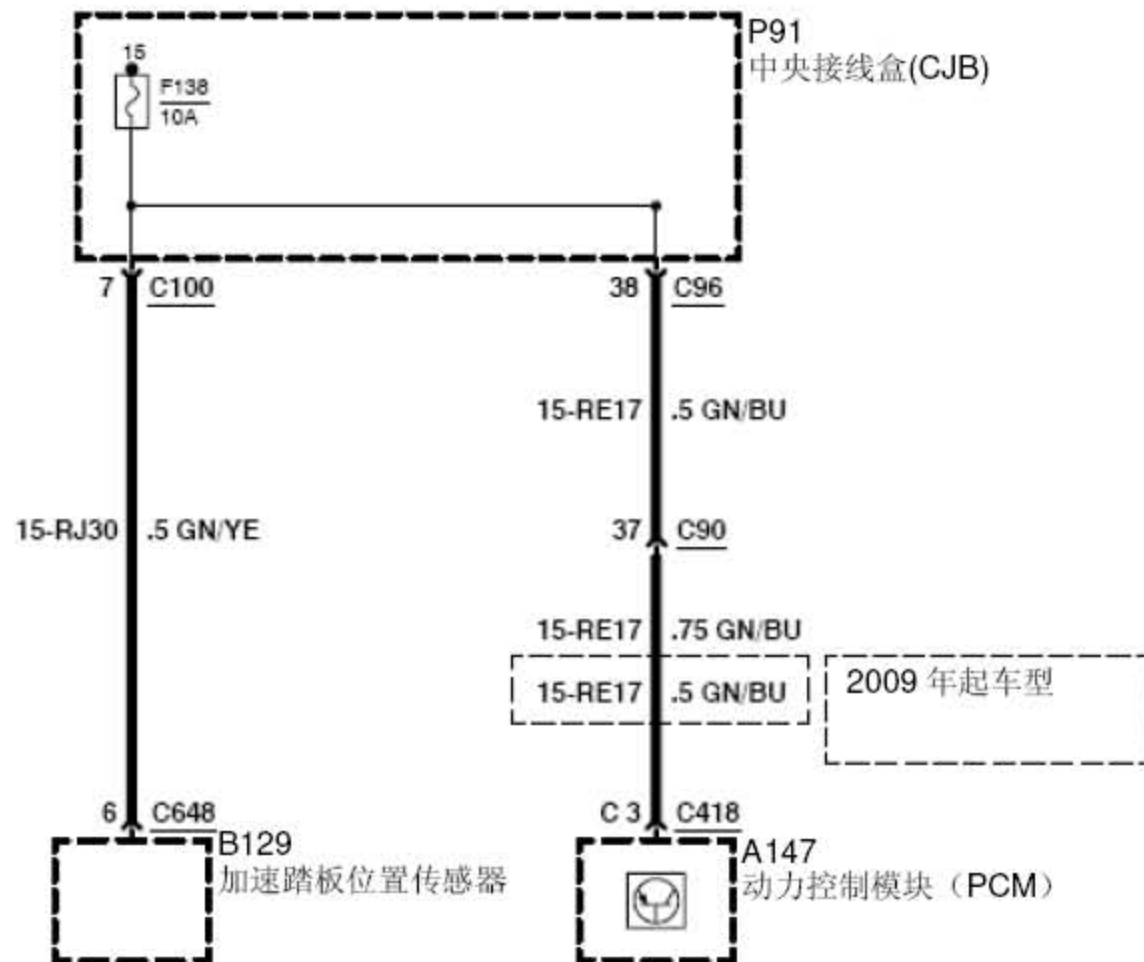 P91
中央接线盒(CJB)
15
F138
10A
7 C100
38 C96
15-RE17 .5 GN/BU
15-RJ30 .5 GN/YE
37 C90
15-RE17 .75 GN/BU
15-RE17 .5 GN/BU
2009 年起车型
6 C648
C 3 C418
B129
加速踏板位置传感器
A147
动力控制模块（PCM）